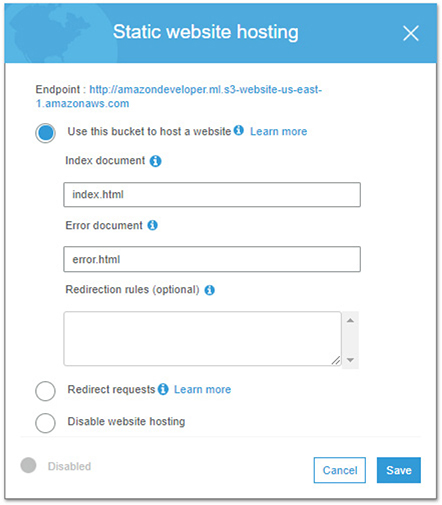 Static website hosting
Endpoint : http://amazondeveloper.ml.s3-website-us-east-
1.amazonaws.com
Use this bucket to host a website Learn more
Index document
index.html
Error document
error.html
Redirection rules (optional)
Redirect requests Learn more
Disable website hosting
Disabled
Cancel Save